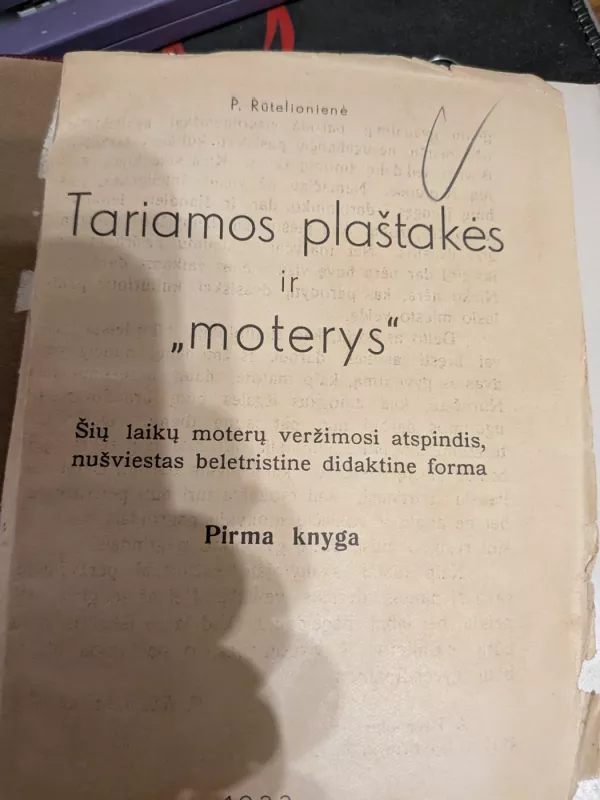 P. Rūtelionienė
Tariamos plaštakės
ir
„moterys“
Šių laikų moterų veržimosi atspindis,
nušviestas beletristine didaktine forma
Pirma knyga